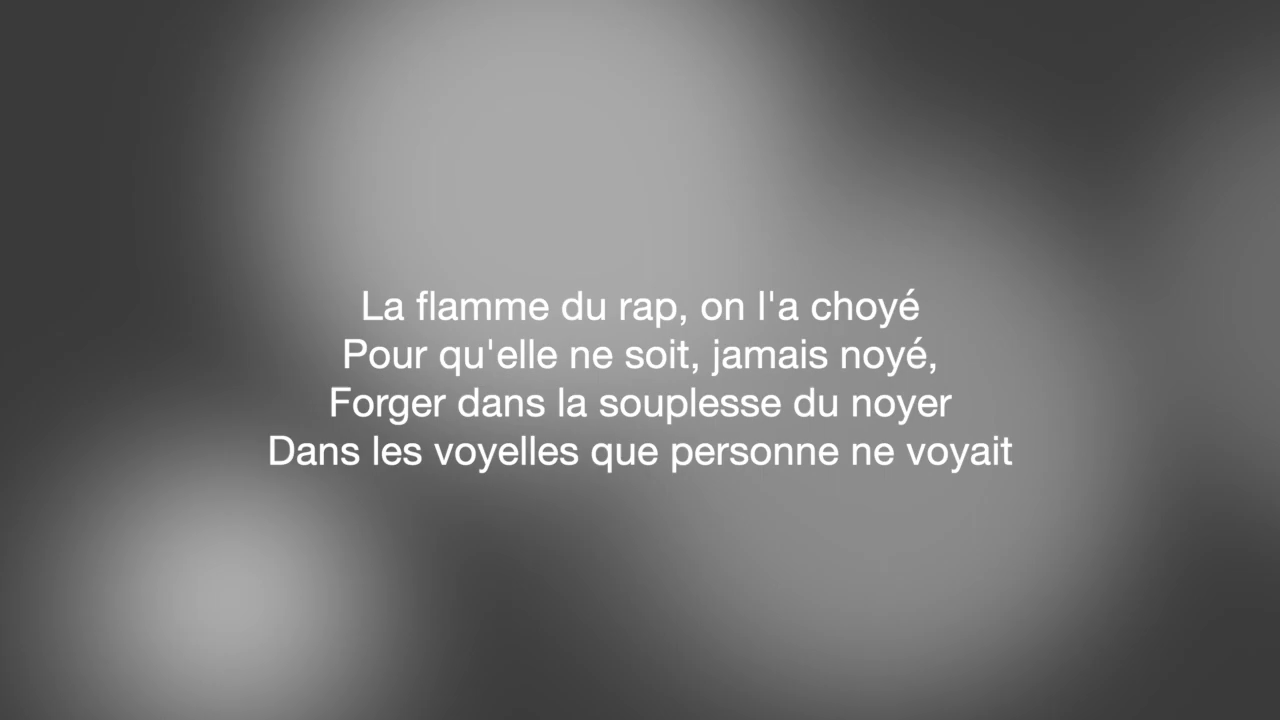 La flamme du rap, on l'a choyé
Pour qu'elle ne soit, jamais noyé,
Forger dans la souplesse du noyer
Dans les voyelles que personne ne voyait